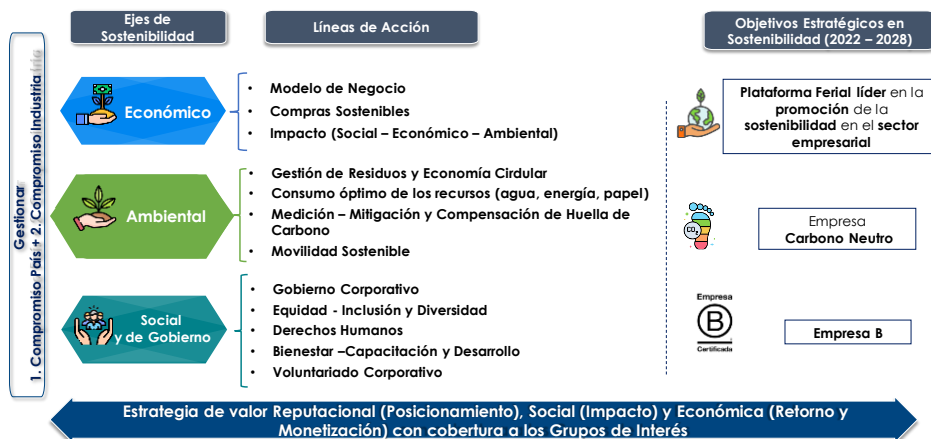 Ejes de
Sostenibilidad
Líneas de Acción
Objetivos Estratégicos en
Sostenibilidad (2022 – 2028)
Gestionar
1. Compromiso País + 2. Compromiso Industria
Económico
• Modelo de Negocio
• Compras Sostenibles
• Impacto (Social – Económico – Ambiental)
Plataforma Ferial líder en la
promoción de la
sostenibilidad en el sector
empresarial
Ambiental
• Gestión de Residuos y Economía Cirdular
• Consumo óptimo de los recursos (agua, energía, papel)
• Medición – Mitigación y Compensación de Huella de
Carbono
• Movilidad Sostenible
CO2
Empresa
Carbono Neutro
Social
y de Gobierno
• Gobierno Corporativo
• Equidad - Inclusión y Diversidad
• Derechos Humanos
• Bienestar –Capacitación y Desarrollo
• Voluntariado Corporativo
Empresa
B
Certificada
Empresa B
Estrategia de valor Reputacional (Posicionamiento), Social (Impacto) y Económica (Retorno y
Monetización) con cobertura a los Grupos de Interés